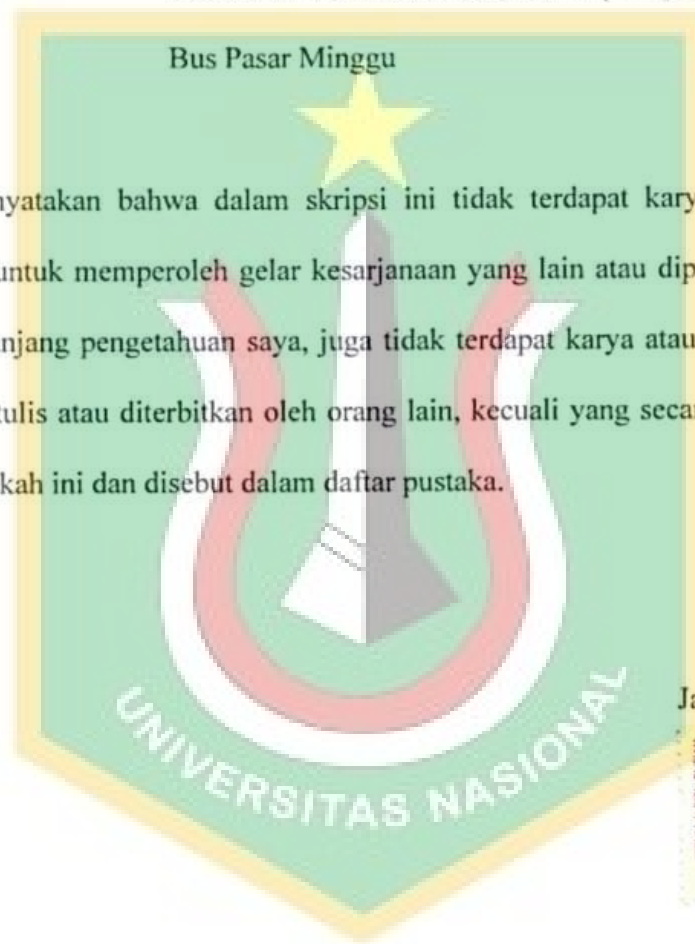 Bus Pasar Minggu
nyatakan bahwa dalam skripsi ini tidak terdapat kary
untuk memperoleh gelar kesarjanaan yang lain atau dip
njang pengetahuan saya, juga tidak terdapat karya atau
tulis atau diterbitkan oleh orang lain, kecuali yang secar
kah ini dan disebut dalam daftar pustaka.
Ja
UNIVERSITAS NASIONAL